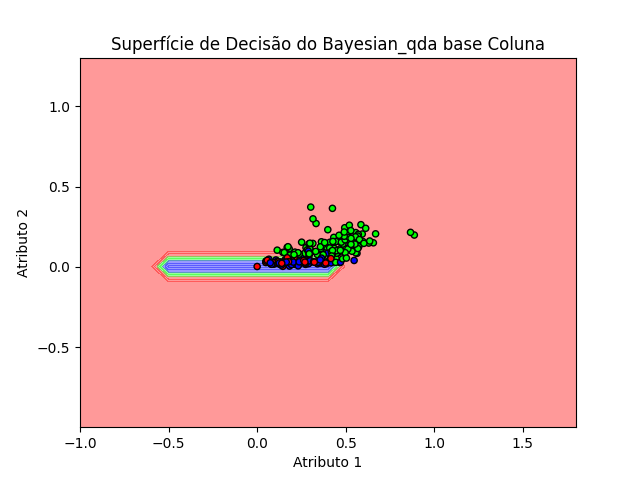 Superfície de Decisão do Bayesian_qda base Coluna
1.0
0.5
Atributo 2
0.0
−0.5
−1.0 −0.5 0.0 0.5 1.0 1.5
Atributo 1